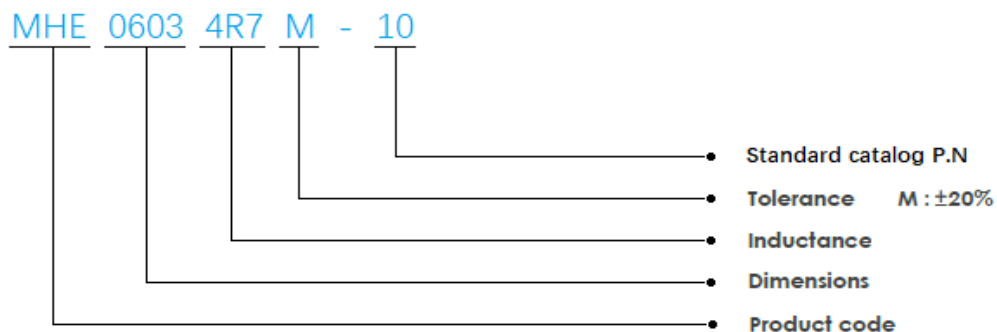 MHE 0603 4R7 M - 10
Standard catalog P.N
Tolerance M : ±20%
Inductance
Dimensions
Product code